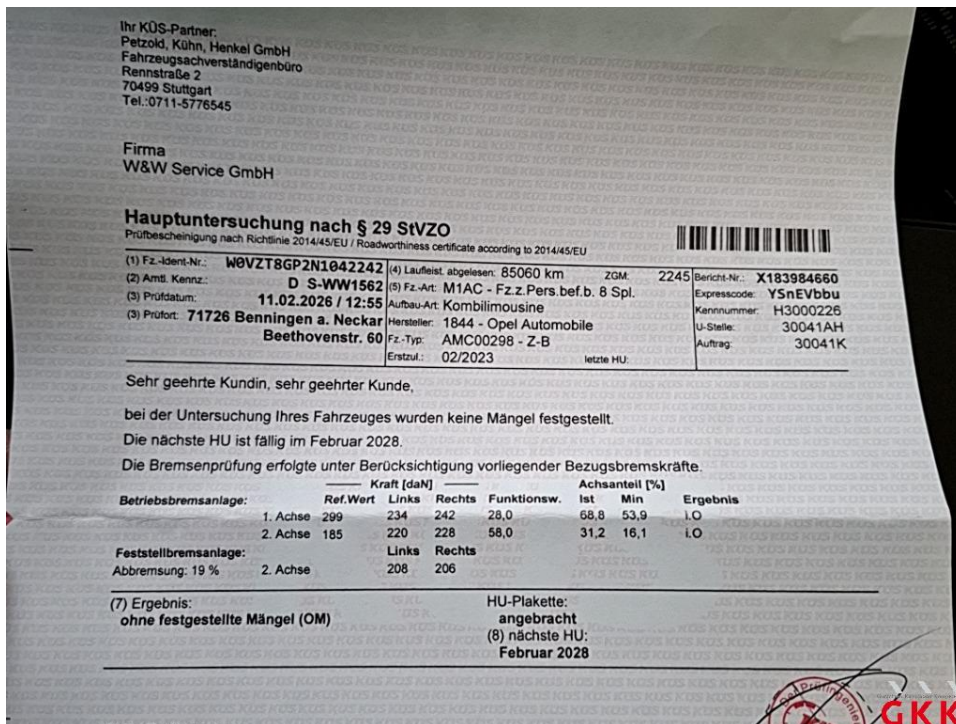 Ihr KÜS-Partner:
Petzold, Kühn, Henkel GmbH
Fahrzeugsachverständigenbüro
Rennstraße 2
70499 Stuttgart
Tel.:0711-5776545
Firma
W&W Service GmbH
Hauptuntersuchung nach § 29 StVZO
Prüfbescheinigung nach Richtlinie 2014/45/EU / Roadworthiness certificate according to 2014/45/EU
(1) Fz.-Ident-Nr.: W0VZT8GP2N1042242 (4) Laufleist. abgelesen: 85060 km ZGM: 2245 Bericht-Nr.: X183984660
(2) Amtl. Kennz.: D S-WW1562 (5) Fz.-Art: M1AC - Fz.z.Pers.bef.b. 8 Spl. Expresscode: YSnEVbbu
(3) Prüfdatum: 11.02.2026 / 12:55 Aufbau-Art: Kombilimousine Kennnummer: H3000226
(3) Prüfort: 71726 Benningen a. Neckar Hersteller: 1844 - Opel Automobile U-Stelle: 30041AH
Beethovenstr. 60 Fz.-Typ: AMC00298 - Z-B Auftrag: 30041K
Erstzul.: 02/2023 letzte HU:
Sehr geehrte Kundin, sehr geehrter Kunde,
bei der Untersuchung Ihres Fahrzeuges wurden keine Mängel festgestellt.
Die nächste HU ist fällig im Februar 2028.
Die Bremsenprüfung erfolgte unter Berücksichtigung vorliegender Bezugsbremskräfte.
Kraft [daN] Achsanteil [%]
Betriebsbremsanlage: Ref.Wert Links Rechts Funktionsw. Ist Min Ergebnis
1. Achse 299 234 242 28,0 68,8 53,9 i.O
2. Achse 185 220 228 58,0 31,2 16,1 i.O
Feststellbremsanlage: Links Rechts
Abbremsung: 19 % 2. Achse 208 206
(7) Ergebnis: HU-Plakette:
ohne festgestellte Mängel (OM) angebracht
(8) nächste HU:
Februar 2028
Prüfingenieur
GKK